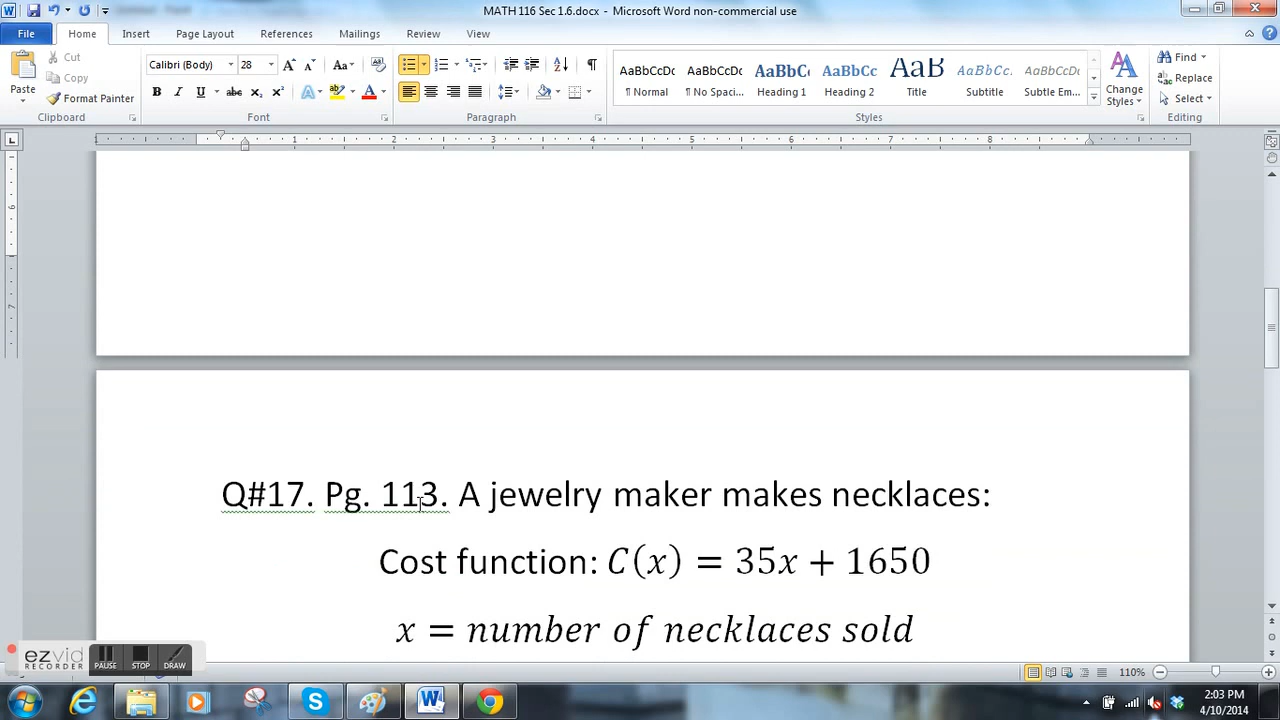 MATH 116 Sec 1.6.docx - Microsoft Word non-commercial use
File Home Insert Page Layout References Mailings Review View
Cut
Copy
Format Painter
Paste
Calibri (Body) 28
AaBbCcDc AaBbCcDc AaBbCc AaBbCc AaB AaBbCc. AaBbCcDc
¶ Normal ¶ No Spaci... Heading 1 Heading 2 Title Subtitle Subtle Em...
Change Styles
Find
Replace
Select
Clipboard Font Paragraph Styles Editing
Q#17. Pg. 113. A jewelry maker makes necklaces:
Cost function: C(x) = 35x + 1650
x = number of necklaces sold
ezvid
RECORDER
PAUSE STOP DRAW
110%
2:03 PM
4/10/2014